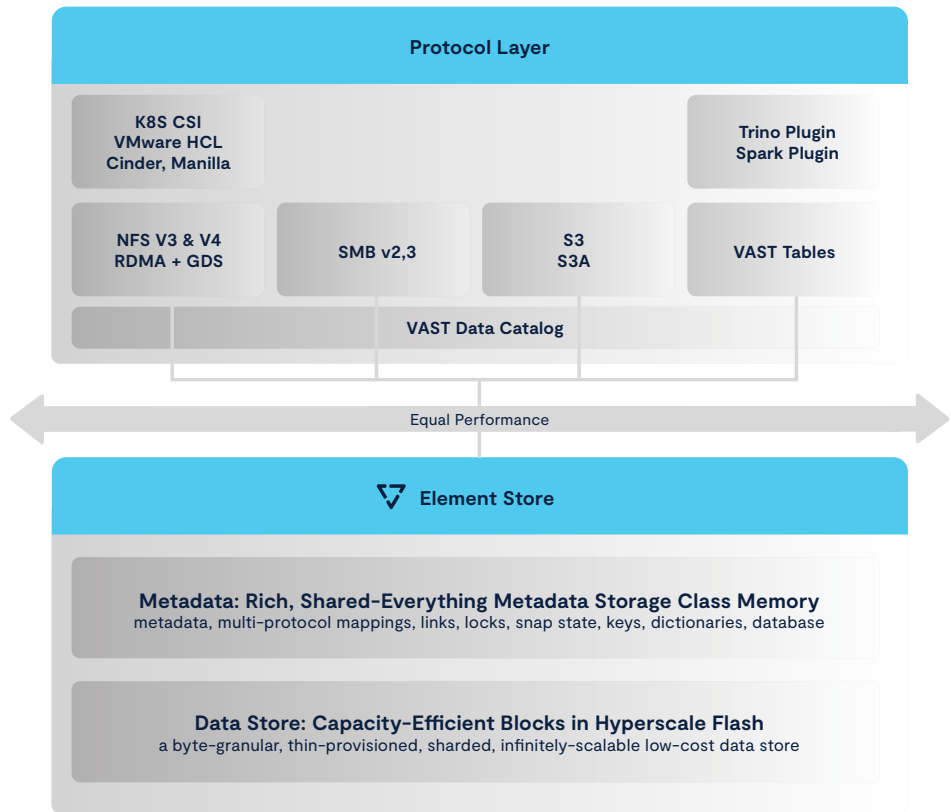 Protocol Layer
K8S CSI
VMware HCL
Cinder, Manilla
Trino Plugin
Spark Plugin
NFS V3 & V4
RDMA + GDS
SMB v2,3
S3
S3A
VAST Tables
VAST Data Catalog
Equal Performance
Element Store
Metadata: Rich, Shared-Everything Metadata Storage Class Memory
metadata, multi-protocol mappings, links, locks, snap state, keys, dictionaries, database
Data Store: Capacity-Efficient Blocks in Hyperscale Flash
a byte-granular, thin-provisioned, sharded, infinitely-scalable low-cost data store